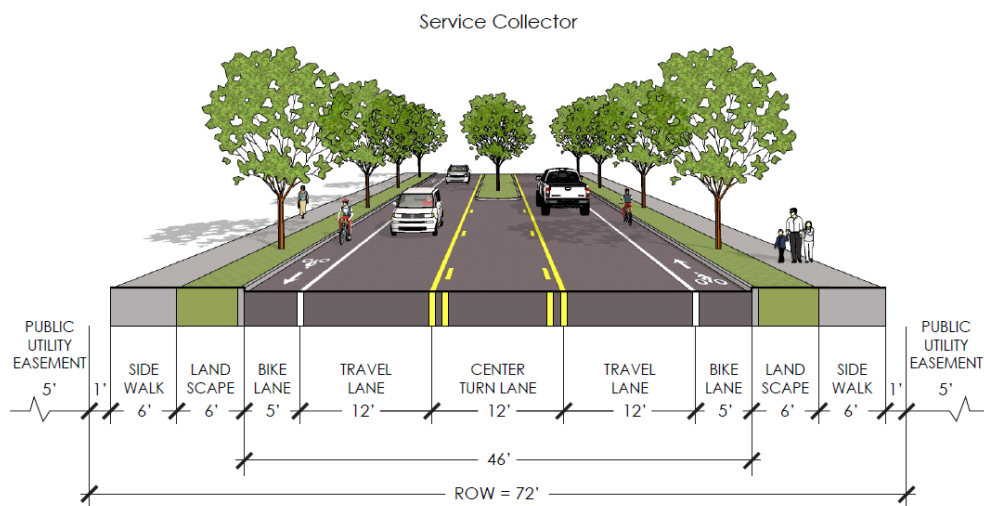 Service Collector
PUBLIC
UTILITY
EASEMENT
5'
1'
SIDE
WALK
6'
LAND
SCAPE
6'
BIKE
LANE
5'
TRAVEL
LANE
12'
CENTER
TURN LANE
12'
TRAVEL
LANE
12'
BIKE
LANE
5'
LAND
SCAPE
6'
SIDE
WALK
6'
1'
PUBLIC
UTILITY
EASEMENT
5'
46'
ROW = 72'